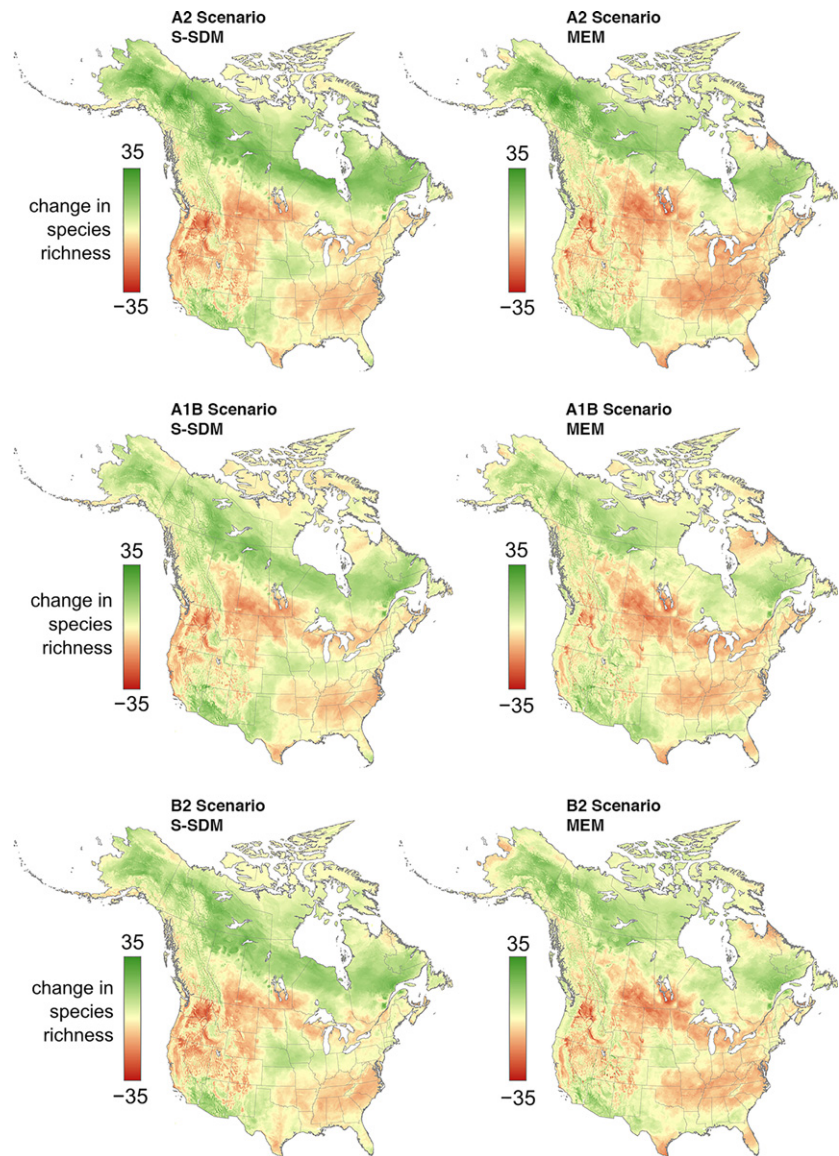 A2 Scenario
S-SDM
35
change in
species
richness
−35
A2 Scenario
MEM
35
−35
A1B Scenario
S-SDM
35
change in
species
richness
−35
A1B Scenario
MEM
35
−35
B2 Scenario
S-SDM
35
change in
species
richness
−35
B2 Scenario
MEM
35
−35